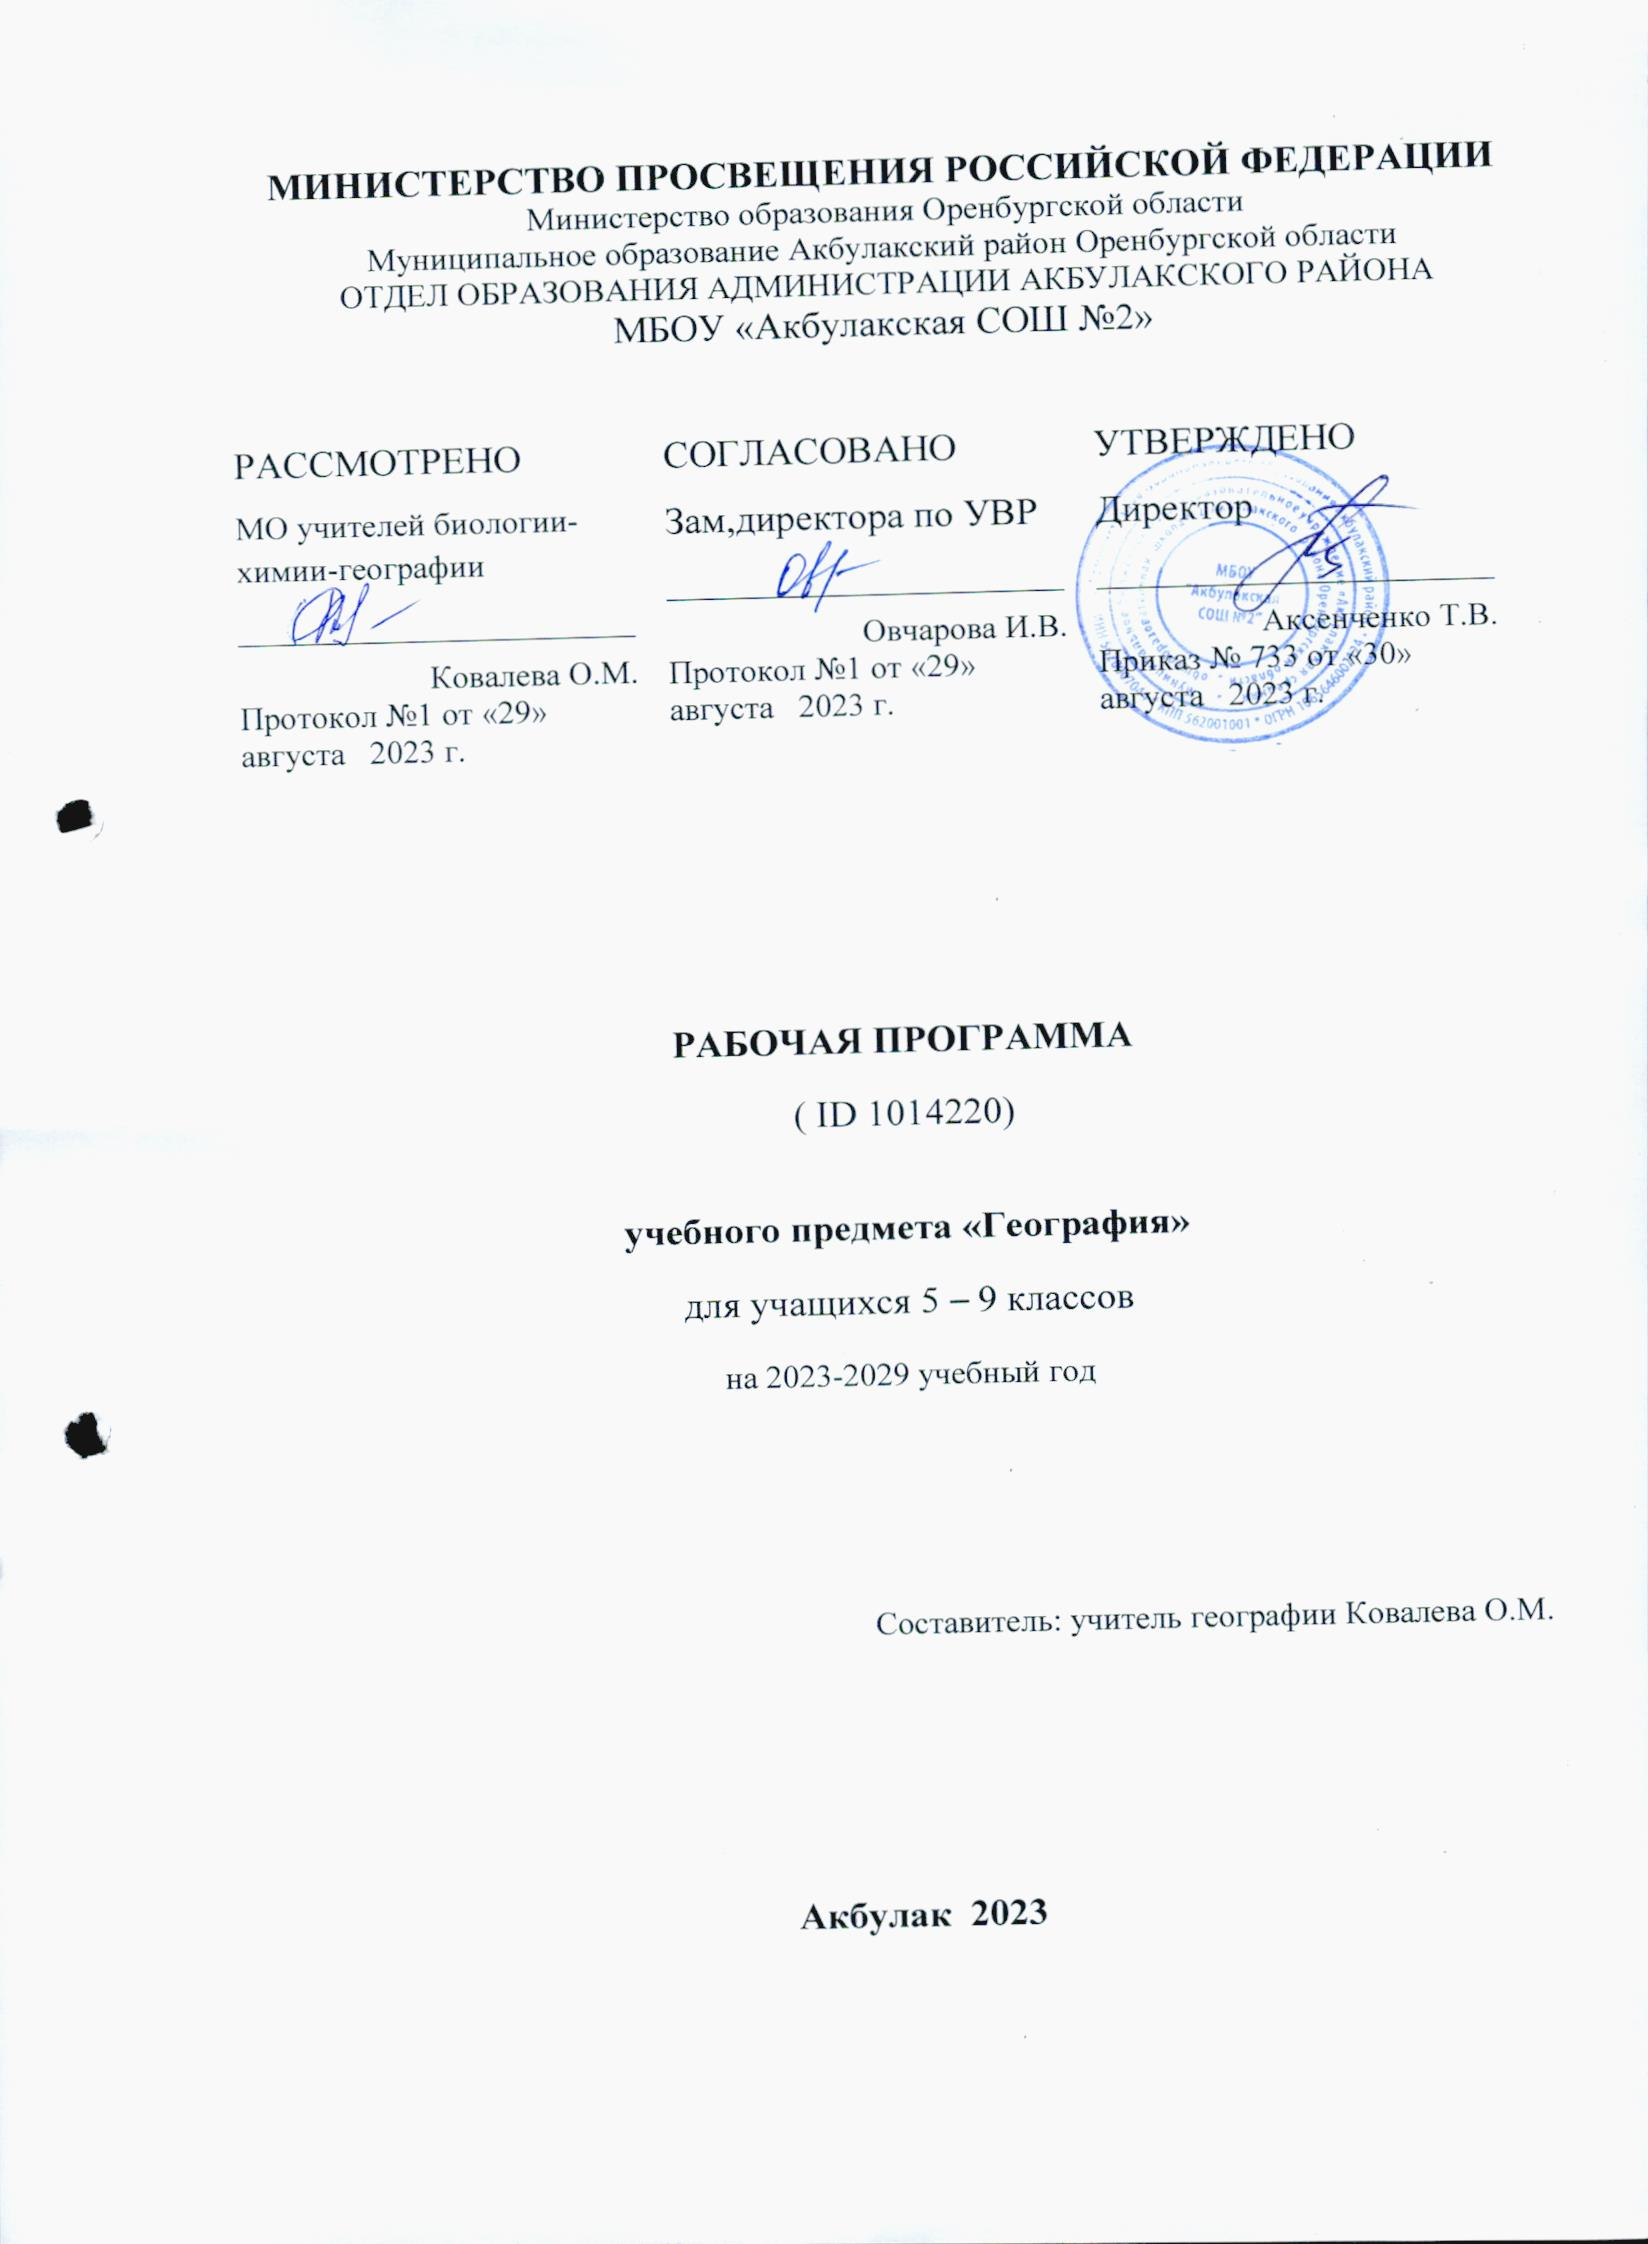 МИНИСТЕРСТВО ПРОСВЕЩЕНИЯ РОССИЙСКОЙ ФЕДЕРАЦИИ
Министерство образования Оренбургской области
Муниципальное образование Акбулакский район Оренбургской области
ОТДЕЛ ОБРАЗОВАНИЯ АДМИНИСТРАЦИИ АКБУЛАКСКОГО РАЙОНА
МБОУ «Акбулакская СОШ №2»
РАССМОТРЕНО
МО учителей биологии-
химии-географии
Ковалева О.М.
Протокол №1 от «29»
августа 2023 г.
СОГЛАСОВАНО
Зам,директора по УВР
Овчарова И.В.
Протокол №1 от «29»
августа 2023 г.
УТВЕРЖДЕНО
Директор
Аксенченко Т.В.
Приказ № 733 от «30»
августа 2023 г.
МБОУ
"Акбулакская
СОШ №2"
РАБОЧАЯ ПРОГРАММА
( ID 1014220)
учебного предмета «География»
для учащихся 5 – 9 классов
на 2023-2029 учебный год
Составитель: учитель географии Ковалева О.М.
Акбулак 2023